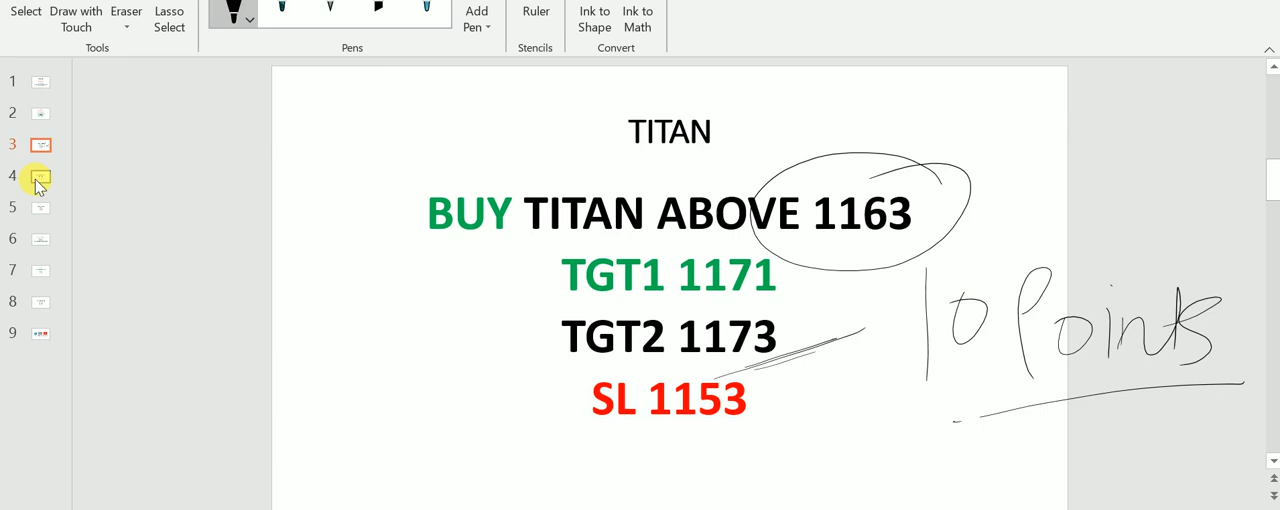 Select Draw with Touch Eraser Lasso Select Add Pen Ruler Ink to Shape Ink to Math
Tools Pens Stencils Convert
1
2
3
4
5
6
7
8
9
TITAN
BUY TITAN ABOVE 1163
TGT1 1171
TGT2 1173
SL 1153
10 Points